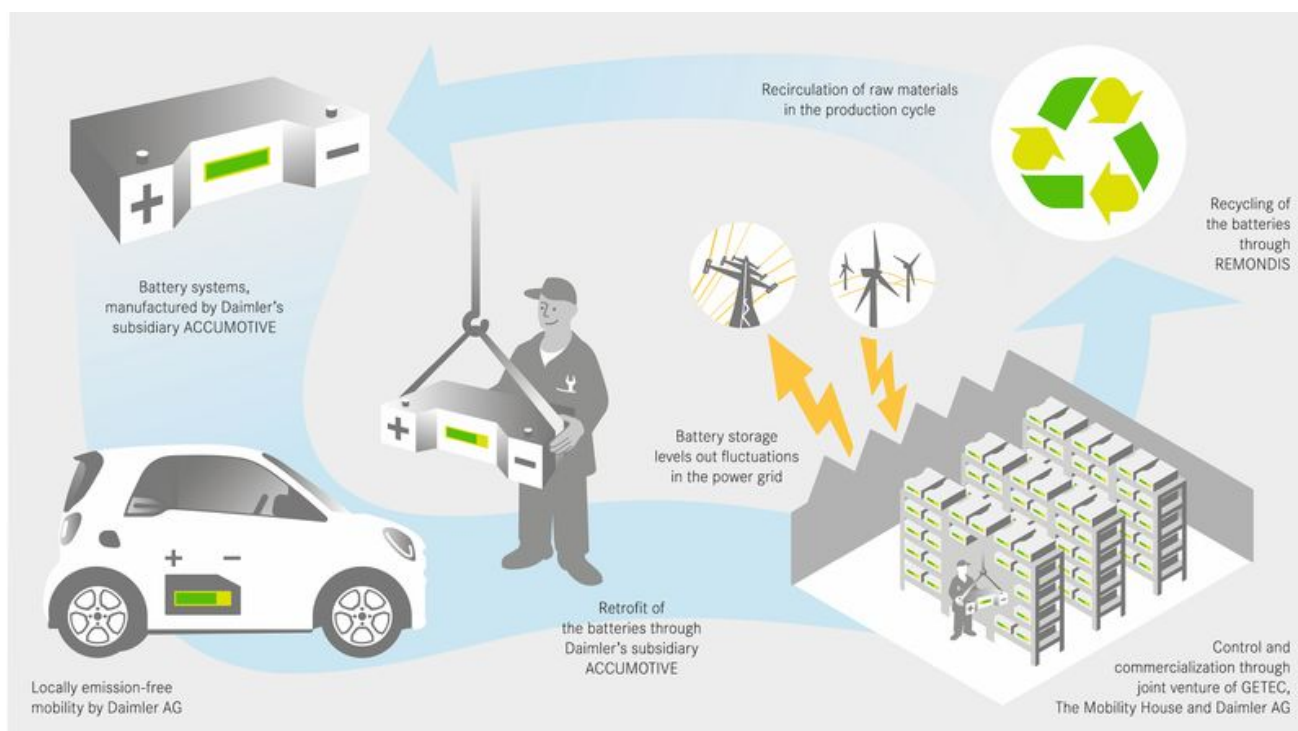 Recirculation of raw materials
in the production cycle
Recycling of
the batteries
through
REMONDIS
Battery systems,
manufactured by Daimler's
subsidiary ACCUMOTIVE
Battery storage
levels out fluctuations
in the power grid
Retrofit of
the batteries through
Daimler's subsidiary
ACCUMOTIVE
Locally emission-free
mobility by Daimler AG
Control and
commercialization through
joint venture of GETEC,
The Mobility House and Daimler AG